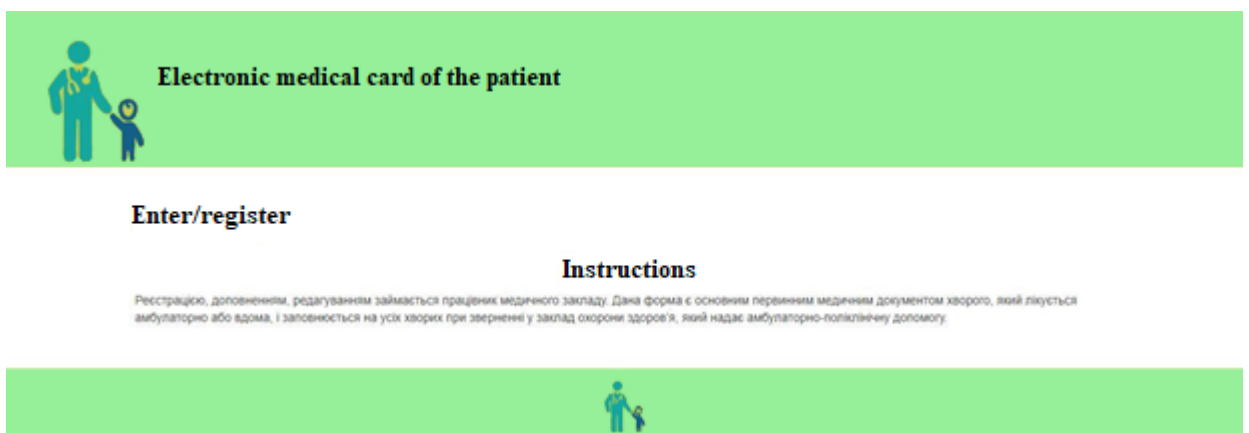 Electronic medical card of the patient
Enter/register
Instructions
Реєстрацією, доповненням, редагуванням займається працівник медичного закладу. Дана форма є основним первинним медичним документом хворого, який лікується
амбулаторно або вдома, і заповнюється на усіх хворих при зверненні у заклад охорони здоров'я, який надає амбулаторно-поліклінічну допомогу.